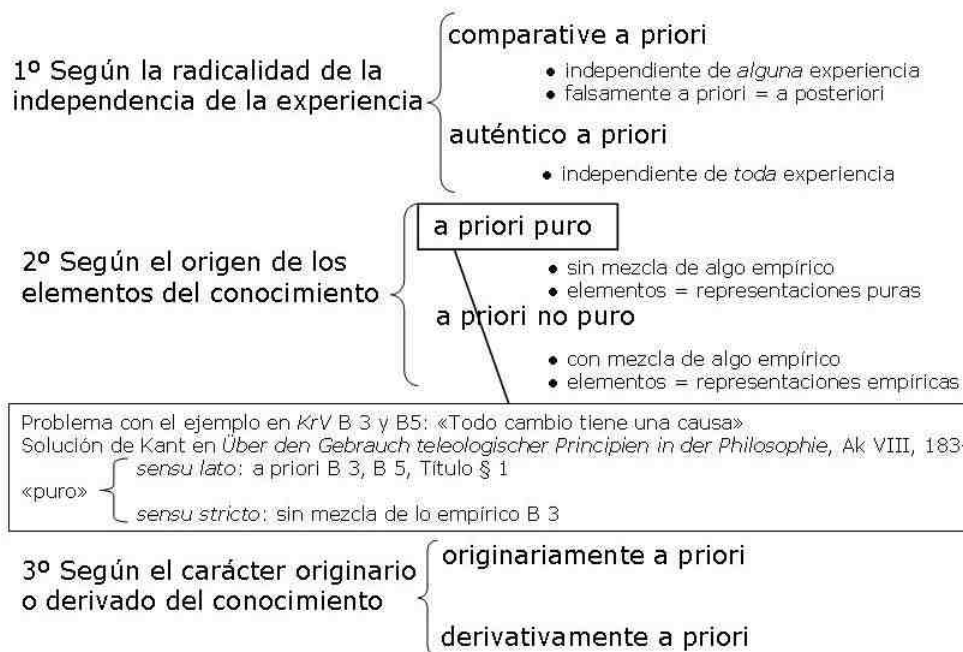 1º Según la radicalidad de la
independencia de la experiencia
comparative a priori
• independiente de alguna experiencia
• falsamente a priori = a posteriori
auténtico a priori
• independiente de toda experiencia
2º Según el origen de los
elementos del conocimiento
a priori puro
• sin mezcla de algo empírico
• elementos = representaciones puras
a priori no puro
• con mezcla de algo empírico
• elementos = representaciones empíricas
Problema con el ejemplo en KrV B 3 y B5: «Todo cambio tiene una causa»
Solución de Kant en Über den Gebrauch teleologischer Principien in der Philosophie, Ak VIII, 183-
«puro»
sensu lato: a priori B 3, B 5, Título § 1
sensu stricto: sin mezcla de lo empírico B 3
3º Según el carácter originario
o derivado del conocimiento
originariamente a priori
derivativamente a priori